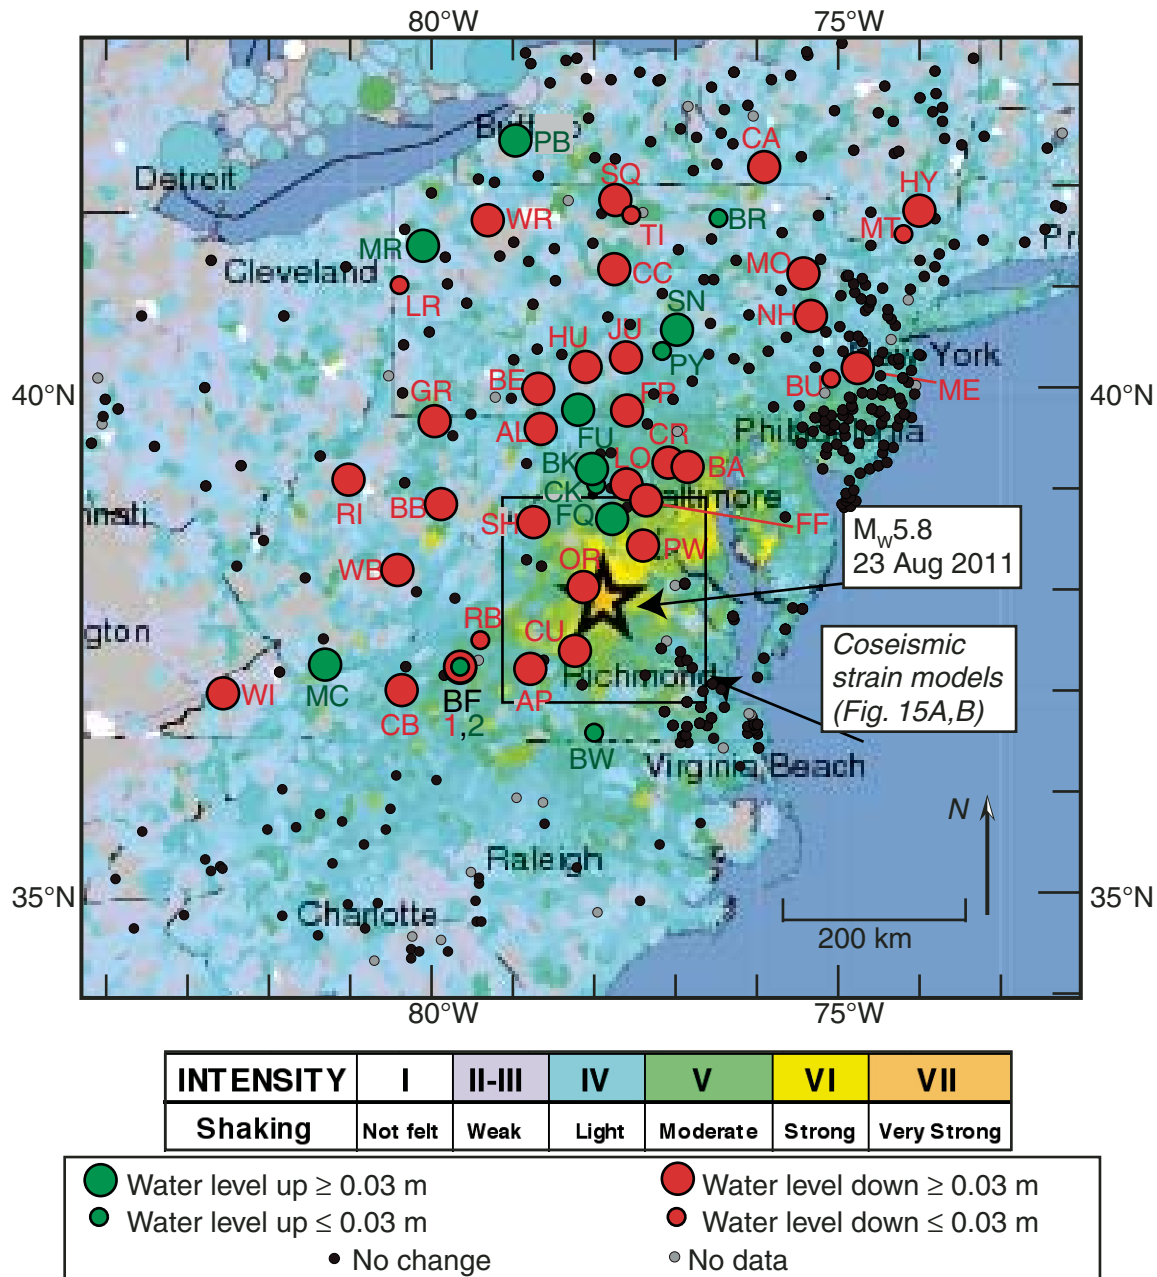 80°W 75°W
Detroit
PB
CA
SQ
HY
WR
TI
BR
MT
MR
Cleveland
LR
CC
MO
SN
NH
HU JU
PY
York
40°N
40°N
GR
BE
FP
BU
ME
AL
FU
CR
BK
LO
BA
CK
SH
FQ
FF
RI
BB
PW
M_W5.8
23 Aug 2011
WB
OR
RB
CU
Coseismic
strain models
(Fig. 15A,B)
Richmond
WI
MC
CB
BF
1,2
AP
BW
Virginia Beach
N
Raleigh
35°N
35°N
Charlotte
200 km
80°W 75°W
INTENSITY I II-III IV V VI VII
Shaking Not felt Weak Light Moderate Strong Very Strong
Water level up ≥ 0.03 m Water level down ≥ 0.03 m
Water level up ≤ 0.03 m Water level down ≤ 0.03 m
No change No data